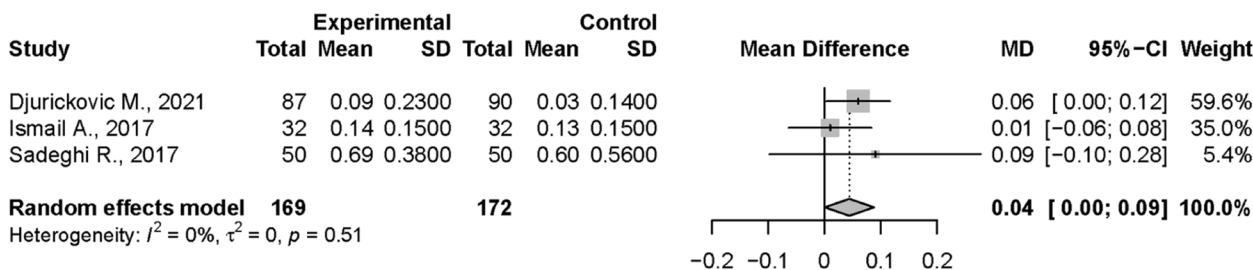 Experimental Control
Study Total Mean SD Total Mean SD Mean Difference MD 95%−CI Weight
Djurickovic M., 2021 87 0.09 0.2300 90 0.03 0.1400 0.06 [ 0.00; 0.12] 59.6%
Ismail A., 2017 32 0.14 0.1500 32 0.13 0.1500 0.01 [−0.06; 0.08] 35.0%
Sadeghi R., 2017 50 0.69 0.3800 50 0.60 0.5600 0.09 [−0.10; 0.28] 5.4%
Random effects model 169 172 0.04 [ 0.00; 0.09] 100.0%
Heterogeneity: I² = 0%, τ² = 0, p = 0.51
−0.2 −0.1 0 0.1 0.2